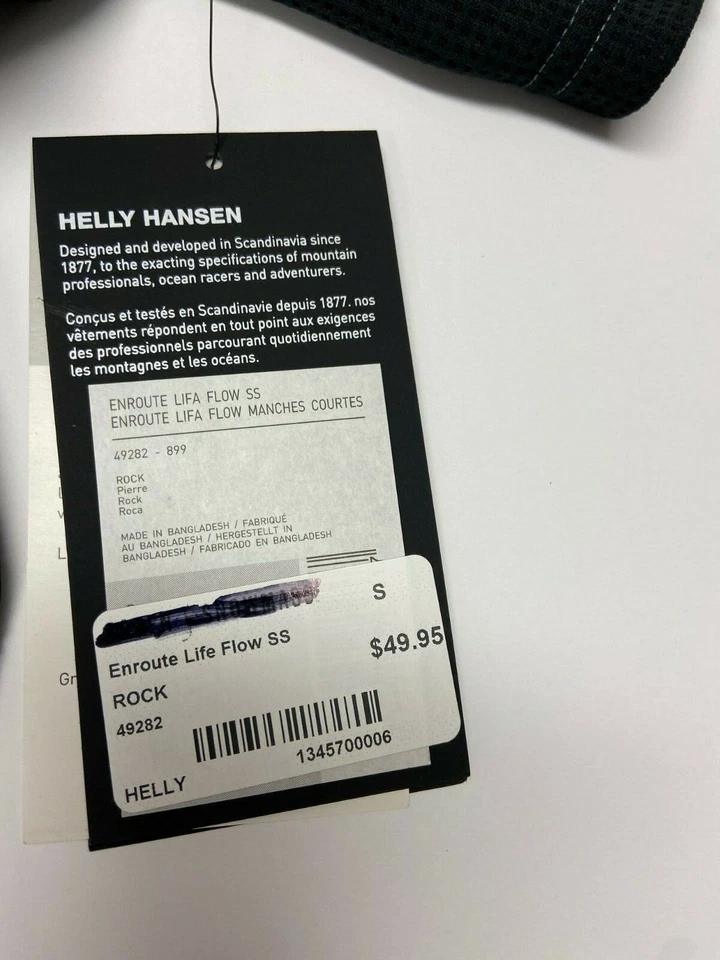 HELLY HANSEN
Designed and developed in Scandinavia since
1877, to the exacting specifications of mountain
professionals, ocean racers and adventurers.
Conçus et testés en Scandinavie depuis 1877. nos
vêtements répondent en tout point aux exigences
des professionnels parcourant quotidiennement
les montagnes et les océans.
ENROUTE LIFA FLOW SS
ENROUTE LIFA FLOW MANCHES COURTES
49282 - 899
ROCK
Pierre
Rock
Roca
MADE IN BANGLADESH / FABRIQUÉ
AU BANGLADESH / HERGESTELLT IN
BANGLADESH / FABRICADO EN BANGLADESH
S
Enroute Life Flow SS
$49.95
ROCK
49282
1345700006
HELLY
Gr